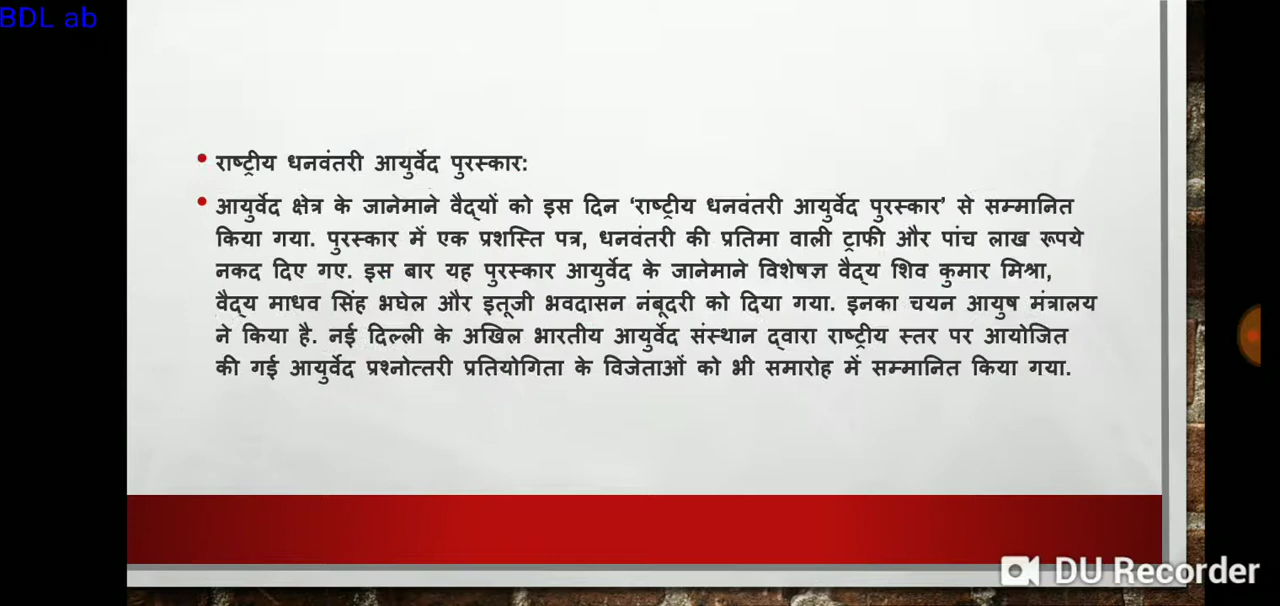 BDL ab
• राष्ट्रीय धनवंतरी आयुर्वेद पुरस्कार:
• आयुर्वेद क्षेत्र के जानेमाने वैद्यों को इस दिन ‘राष्ट्रीय धनवंतरी आयुर्वेद पुरस्कार’ से सम्मानित
किया गया. पुरस्कार में एक प्रशस्ति पत्र, धनवंतरी की प्रतिमा वाली ट्राफी और पांच लाख रूपये
नकद दिए गए. इस बार यह पुरस्कार आयुर्वेद के जानेमाने विशेषज्ञ वैद्य शिव कुमार मिश्रा,
वैद्य माधव सिंह भघेल और इतूजी भवदासन नंबूदरी को दिया गया. इनका चयन आयुष मंत्रालय
ने किया है. नई दिल्ली के अखिल भारतीय आयुर्वेद संस्थान द्वारा राष्ट्रीय स्तर पर आयोजित
की गई आयुर्वेद प्रश्नोत्तरी प्रतियोगिता के विजेताओं को भी समारोह में सम्मानित किया गया.
DU Recorder